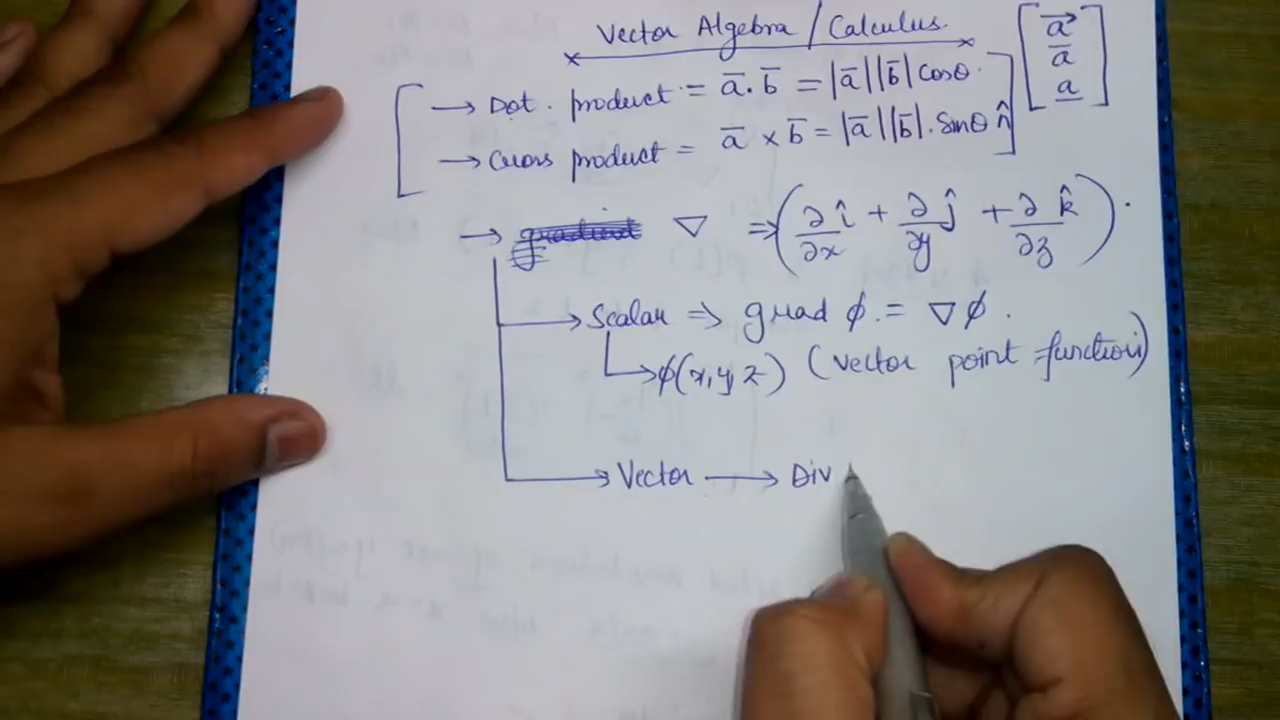 Vector Algebra / Calculus.
[a⃗ a̅ a̲]
→ Dot. product = a̅ . b̅ = |a̅||b̅| cosθ.
→ Cross product = a̅ × b̅ = |a̅||b̅|. Sinθ n̂
→ ∇ ⇒ (∂/∂x î + ∂/∂y ĵ + ∂/∂z k̂).
→ Scalar ⇒ grad φ. = ∇φ.
→ φ(x,y,z) (vector point function)
→ Vector → Div